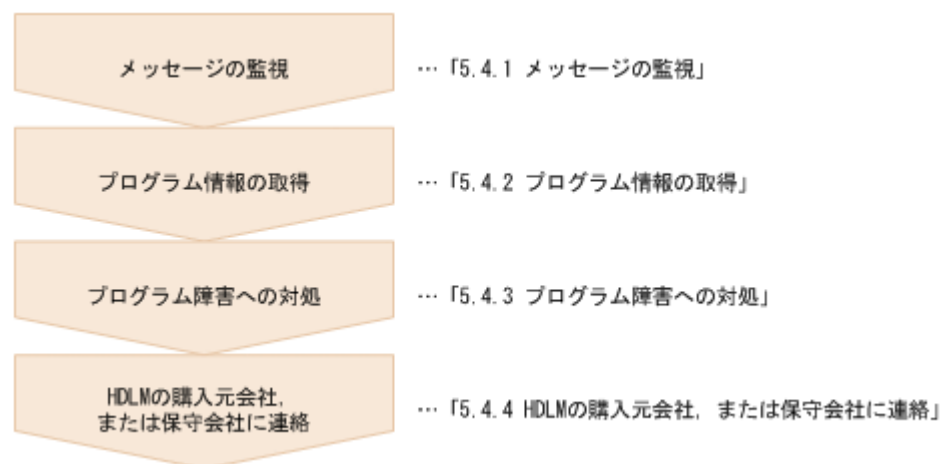 メッセージの監視 …「5.4.1 メッセージの監視」
プログラム情報の取得 …「5.4.2 プログラム情報の取得」
プログラム障害への対処 …「5.4.3 プログラム障害への対処」
HDLMの購入元会社，
または保守会社に連絡 …「5.4.4 HDLMの購入元会社，または保守会社に連絡」